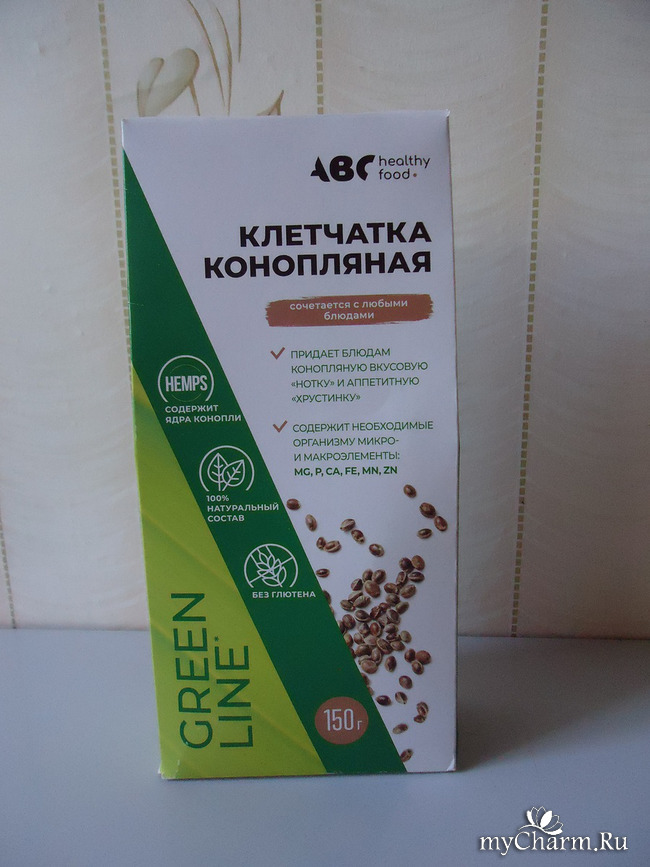 ABC healthy
food®
КЛЕТЧАТКА
КОНОПЛЯНАЯ
сочетается с любыми
блюдами
ПРИДАЕТ БЛЮДАМ
КОНОПЛЯНУЮ ВКУСОВУЮ
«НОТКУ» И АППЕТИТНУЮ
«ХРУСТИНКУ»
СОДЕРЖИТ НЕОБХОДИМЫЕ
ОРГАНИЗМУ МИКРО-
И МАКРОЭЛЕМЕНТЫ:
MG, P, CA, FE, MN, ZN
HEMPS
СОДЕРЖИТ
ЯДРА КОНОПЛИ
100%
НАТУРАЛЬНЫЙ
СОСТАВ
БЕЗ ГЛЮТЕНА
GREEN
LINE*
150 г
myCharm.Ru